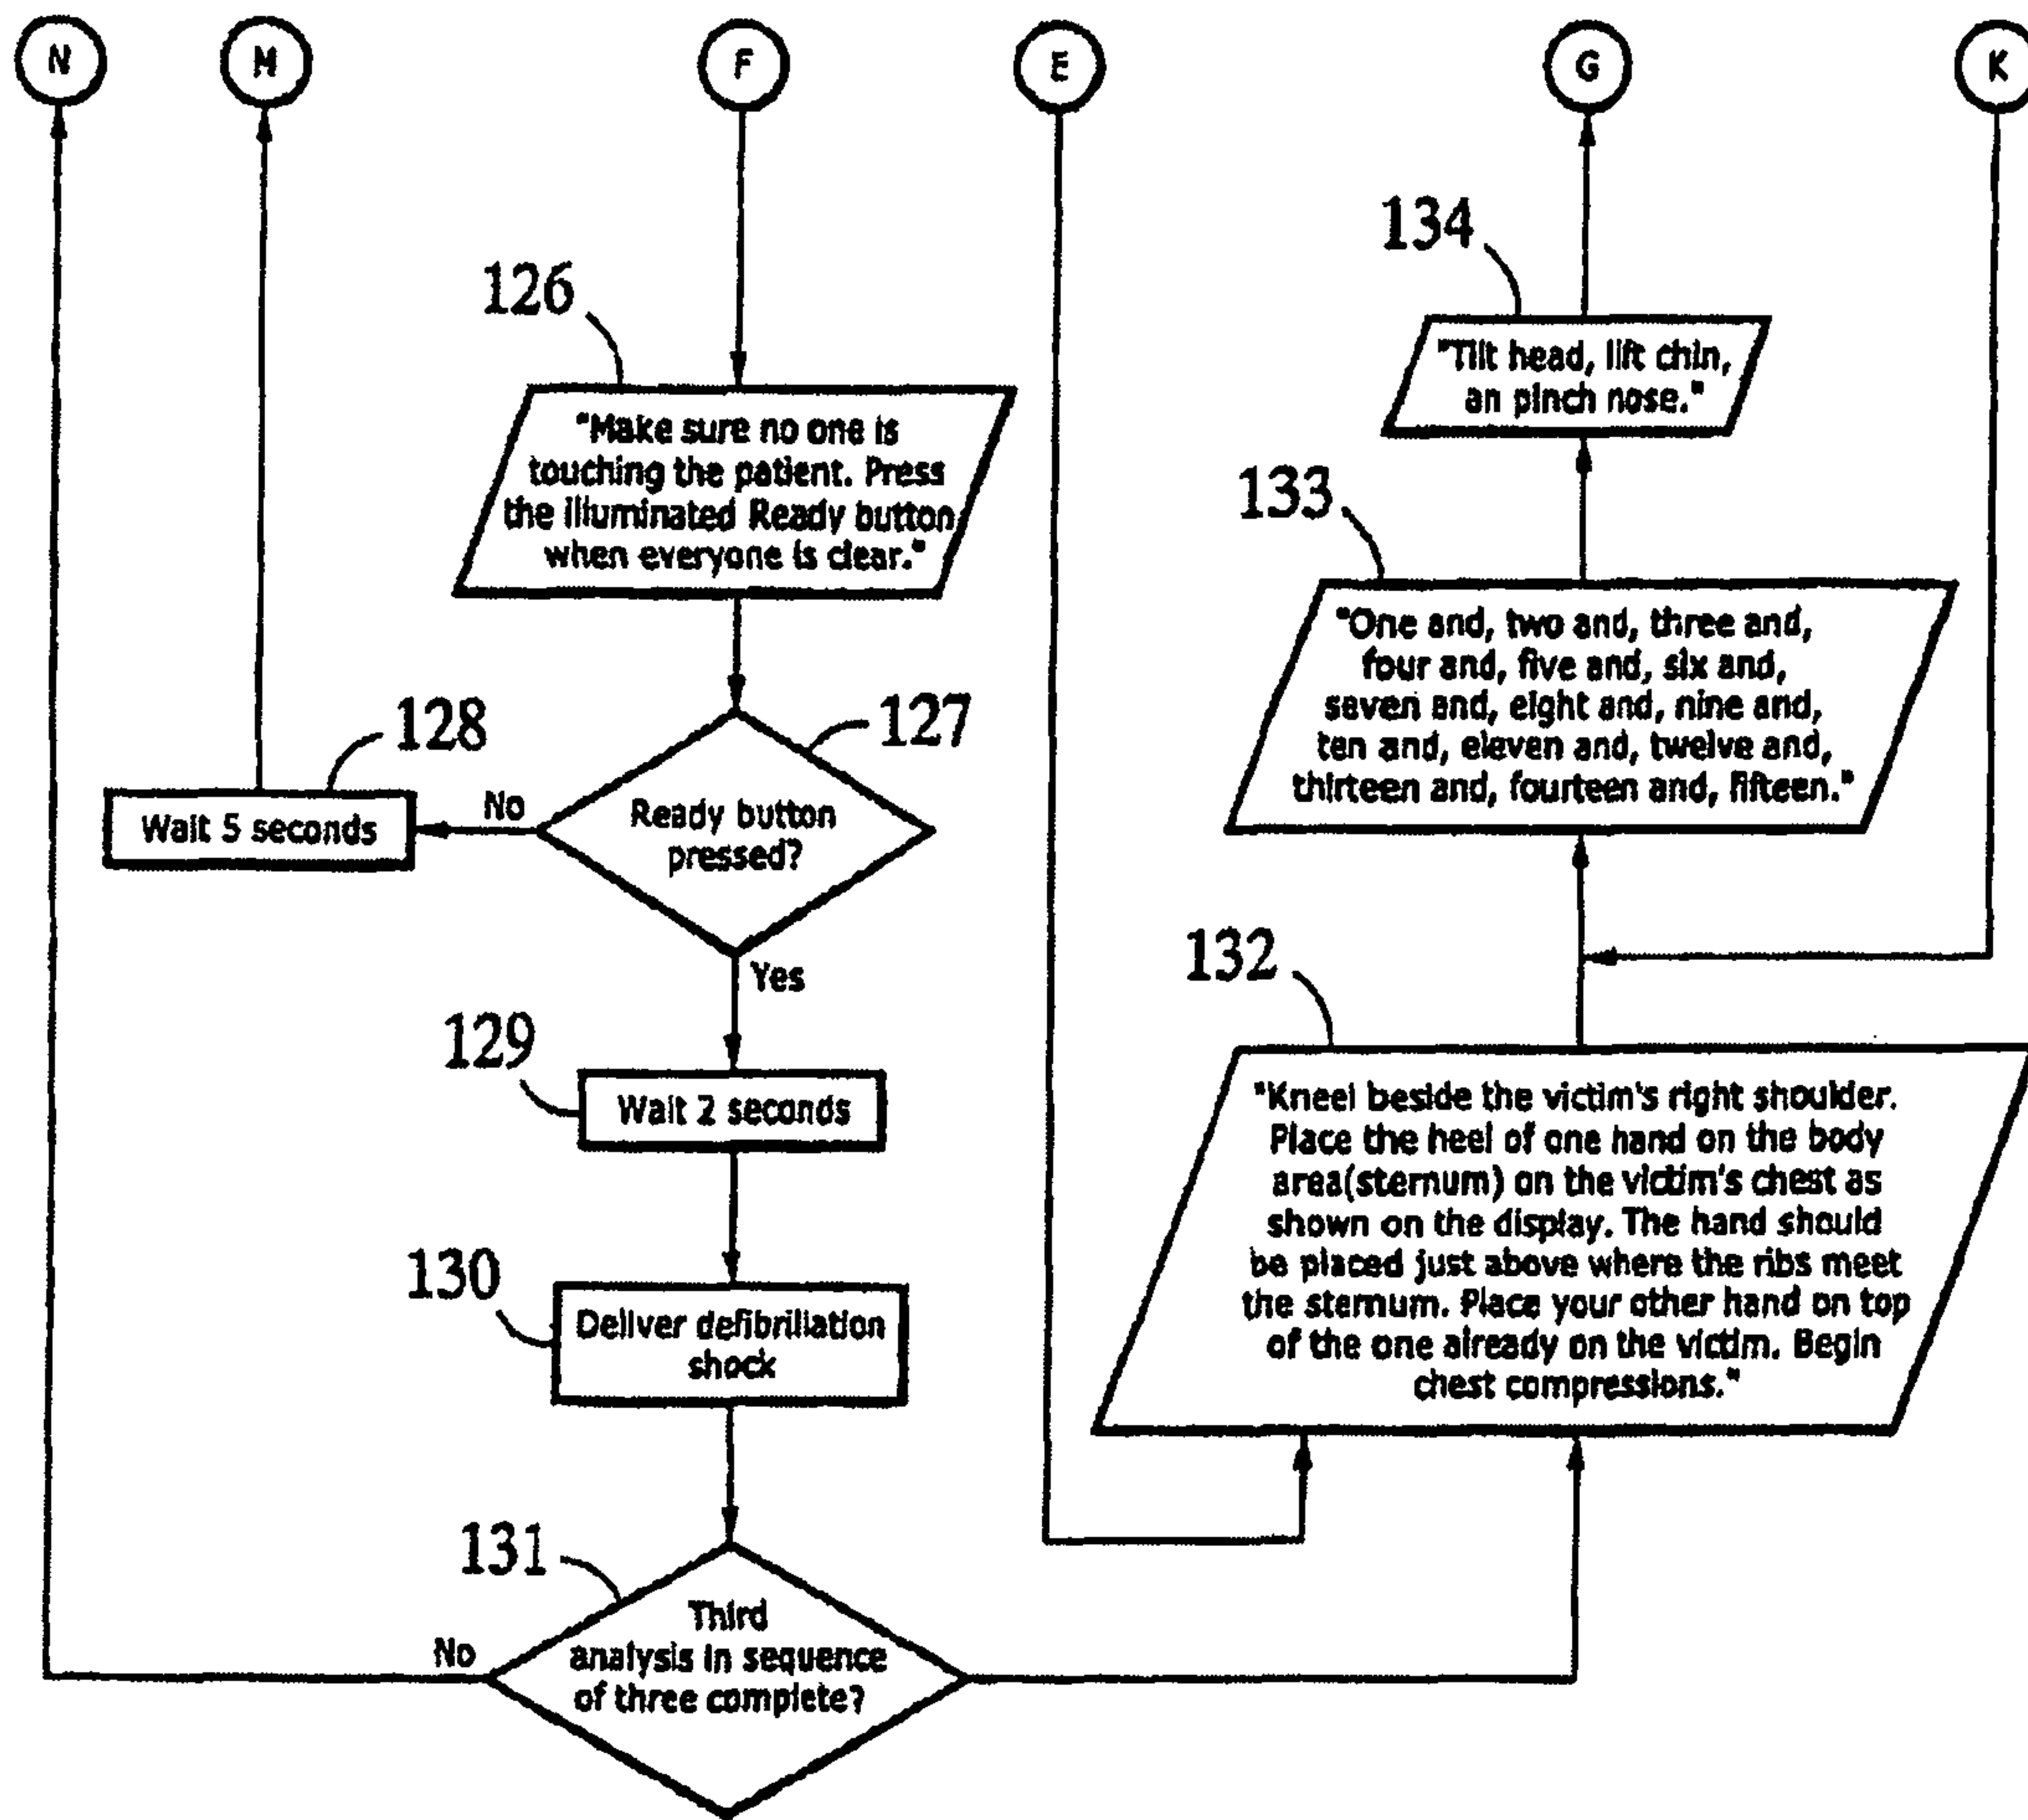 N
M
F
E
G
K
126
"Make sure no one is
touching the patient. Press
the illuminated Ready button
when everyone is clear."
127
Ready button
pressed?
No
128
Wait 5 seconds
Yes
129
Wait 2 seconds
130
Deliver defibrillation
shock
131
Third
analysis in sequence
of three complete?
No
134
"Tilt head, lift chin,
an pinch nose."
133
"One and, two and, three and,
four and, five and, six and,
seven and, eight and, nine and,
ten and, eleven and, twelve and,
thirteen and, fourteen and, fifteen."
132
"Kneel beside the victim's right shoulder.
Place the heel of one hand on the body
area(sternum) on the victim's chest as
shown on the display. The hand should
be placed just above where the ribs meet
the sternum. Place your other hand on top
of the one already on the victim. Begin
chest compressions."